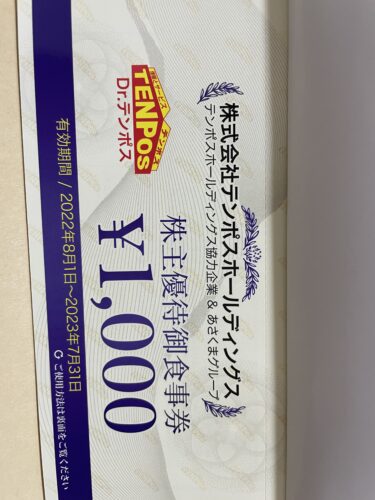 株式会社テンポスホールディングス
テンポスホールディングス協力企業 & あさくまグループ
テンポス
TENPOS
Dr.テンポス
株主優待御食事券
¥1,000
有効期間 / 2022年8月1日〜2023年7月31日
ご使用方法は裏面をご覧ください